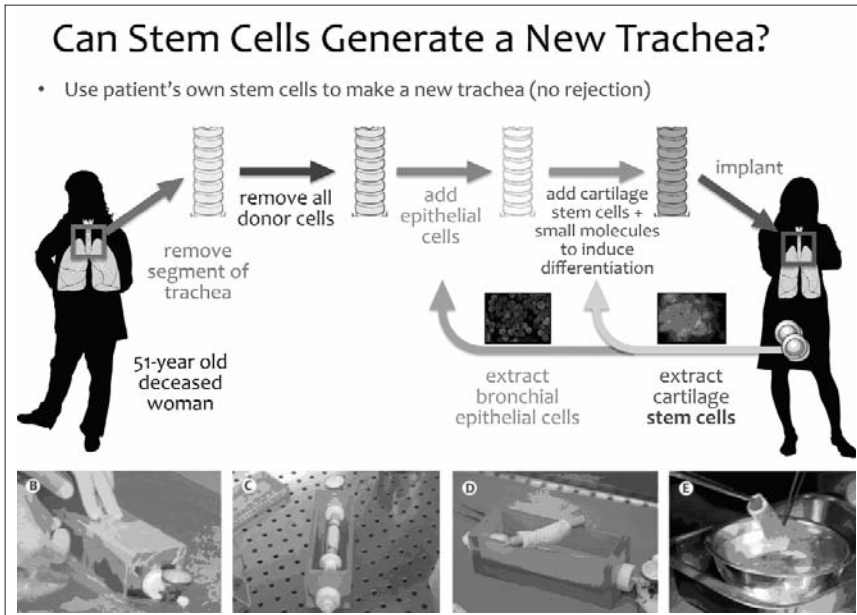 Can Stem Cells Generate a New Trachea?
• Use patient's own stem cells to make a new trachea (no rejection)
remove all
donor cells
add
epithelial
cells
add cartilage
stem cells +
small molecules
to induce
differentiation
implant
remove
segment of
trachea
51-year old
deceased
woman
extract
bronchial
epithelial cells
extract
cartilage
stem cells
B
C
D
E